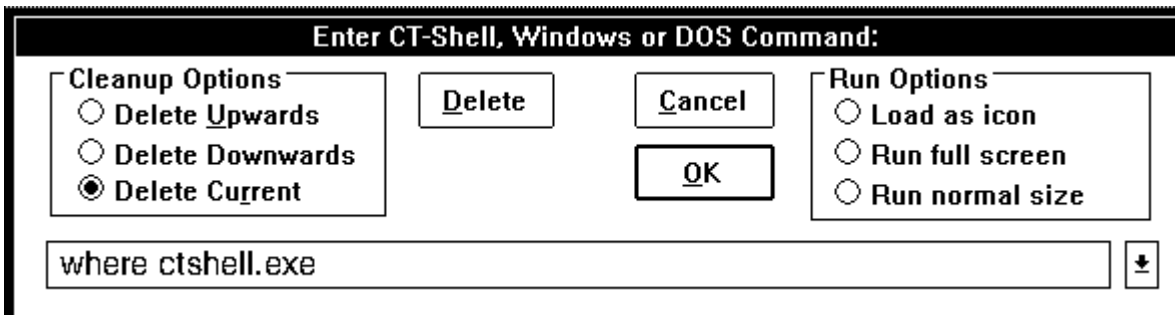 Enter CT-Shell, Windows or DOS Command:
Cleanup Options
Delete Upwards
Delete Downwards
Delete Current
Delete
Cancel
OK
Run Options
Load as icon
Run full screen
Run normal size
where ctshell.exe